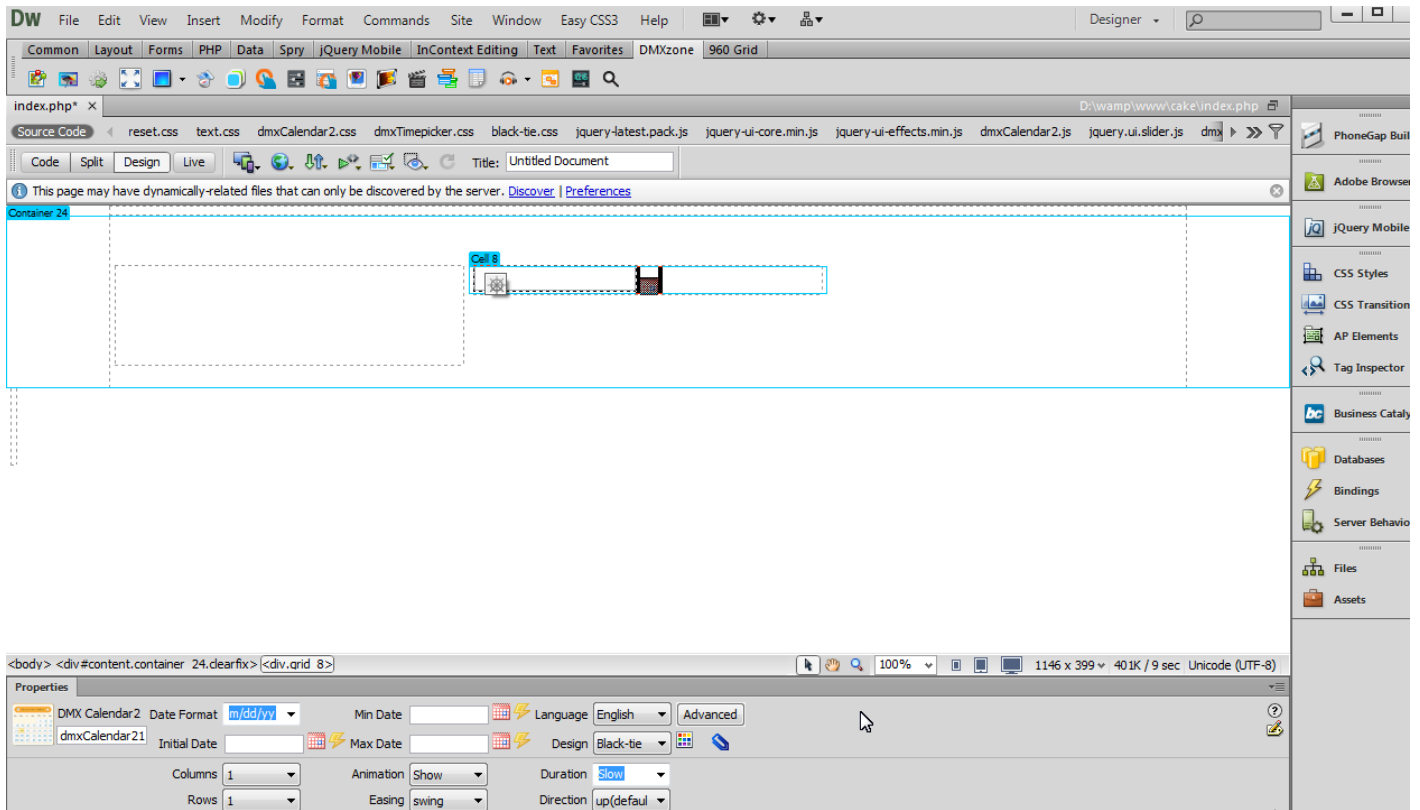 DW File Edit View Insert Modify Format Commands Site Window Easy CSS3 Help Designer
Common Layout Forms PHP Data Spry jQuery Mobile InContext Editing Text Favorites DMXzone 960 Grid
index.php* × D:\wamp\www\cake\index.php
Source Code reset.css text.css dmxCalendar2.css dmxTimepicker.css black-tie.css jquery-latest.pack.js jquery-ui-core.min.js jquery-ui-effects.min.js dmxCalendar2.js jquery.ui.slider.js dmx
Code Split Design Live Title: Untitled Document
This page may have dynamically-related files that can only be discovered by the server. Discover | Preferences
Container 24
Cell 8
PhoneGap Buil
Adobe Browser
jQuery Mobile
CSS Styles
CSS Transition
AP Elements
Tag Inspector
Business Cataly
Databases
Bindings
Server Behavio
Files
Assets
<body> <div#content.container_24.clearfix> <div.grid_8> 100% 1146 x 399 401K / 9 sec Unicode (UTF-8)
Properties
DMX Calendar2 Date Format m/dd/yy Min Date Language English Advanced
dmxCalendar21 Initial Date Max Date Design Black-tie
Columns 1 Animation Show Duration Slow
Rows 1 Easing swing Direction up(defaul